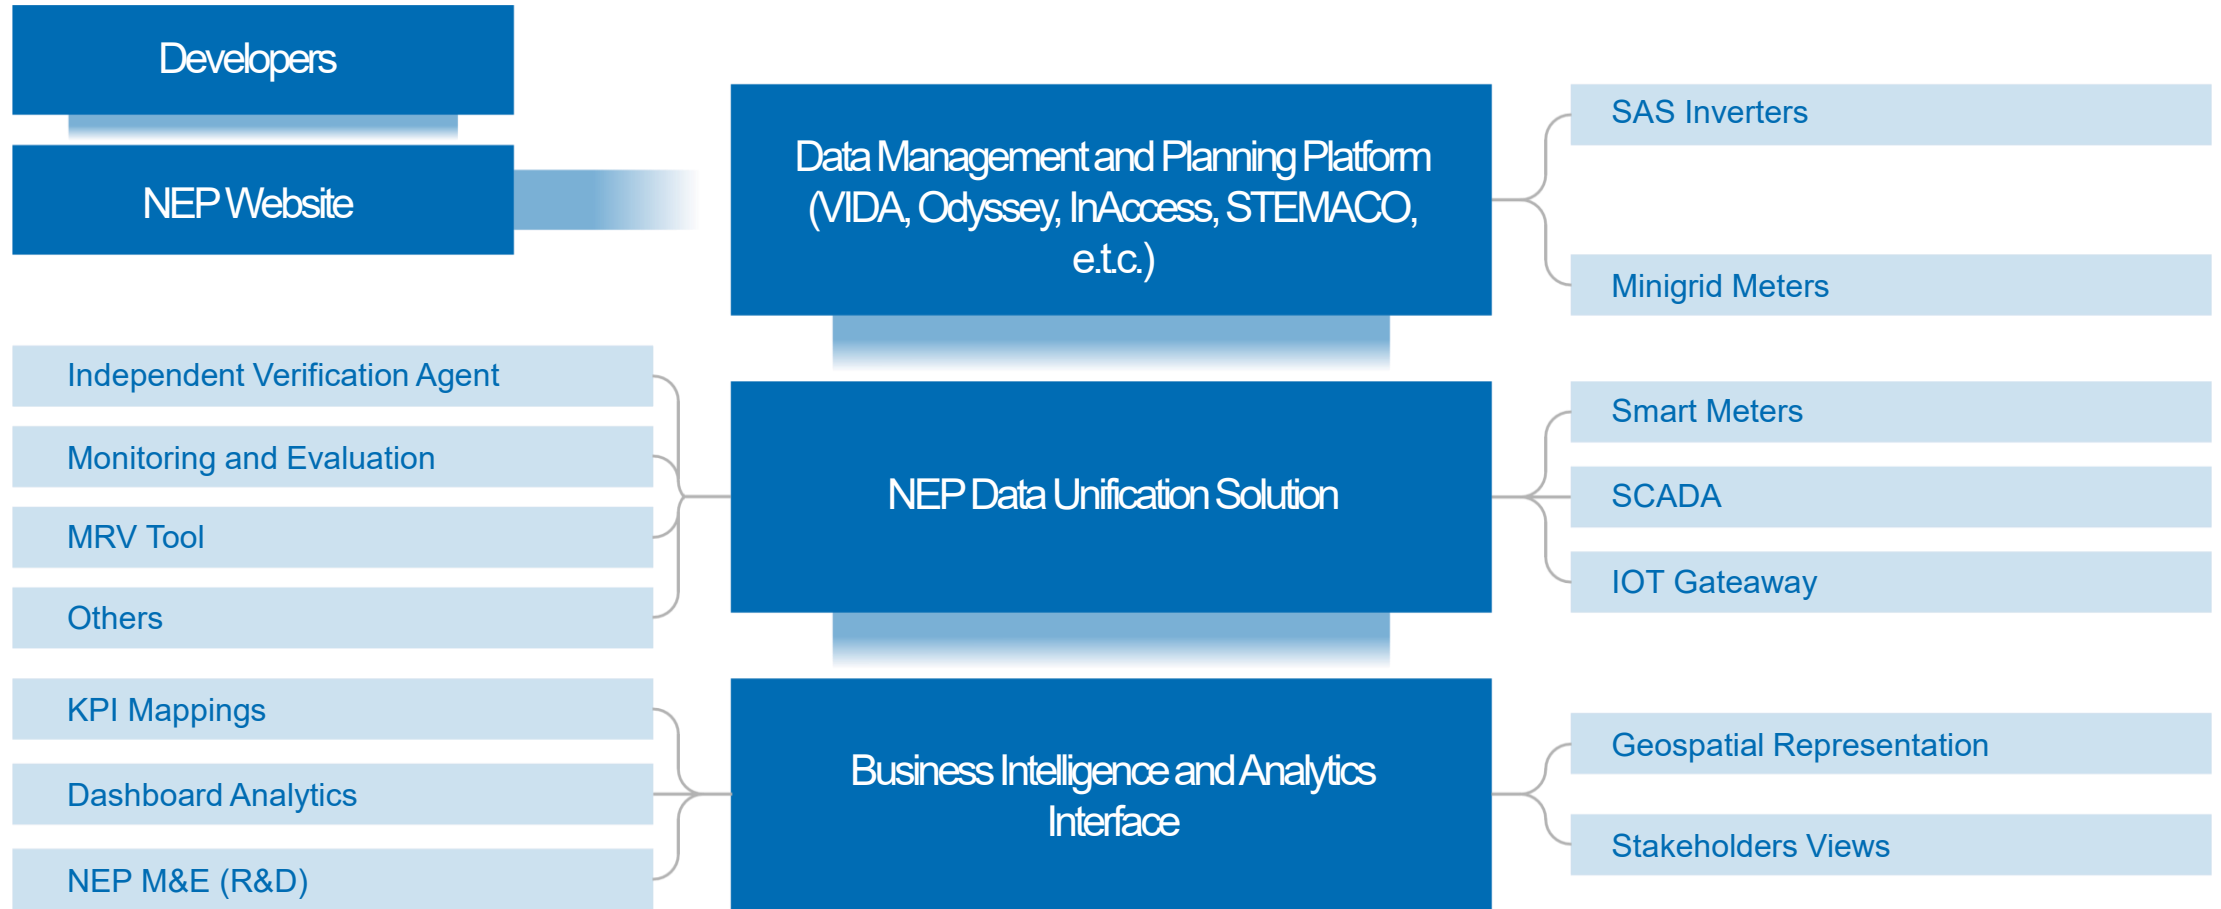 Developers
NEP Website
Data Management and Planning Platform
(VIDA, Odyssey, InAccess, STEMACO,
e.t.c.)
SAS Inverters
Minigrid Meters
Independent Verification Agent
Monitoring and Evaluation
MRV Tool
Others
NEP Data Unification Solution
Smart Meters
SCADA
IOT Gateaway
KPI Mappings
Dashboard Analytics
NEP M&E (R&D)
Business Intelligence and Analytics
Interface
Geospatial Representation
Stakeholders Views